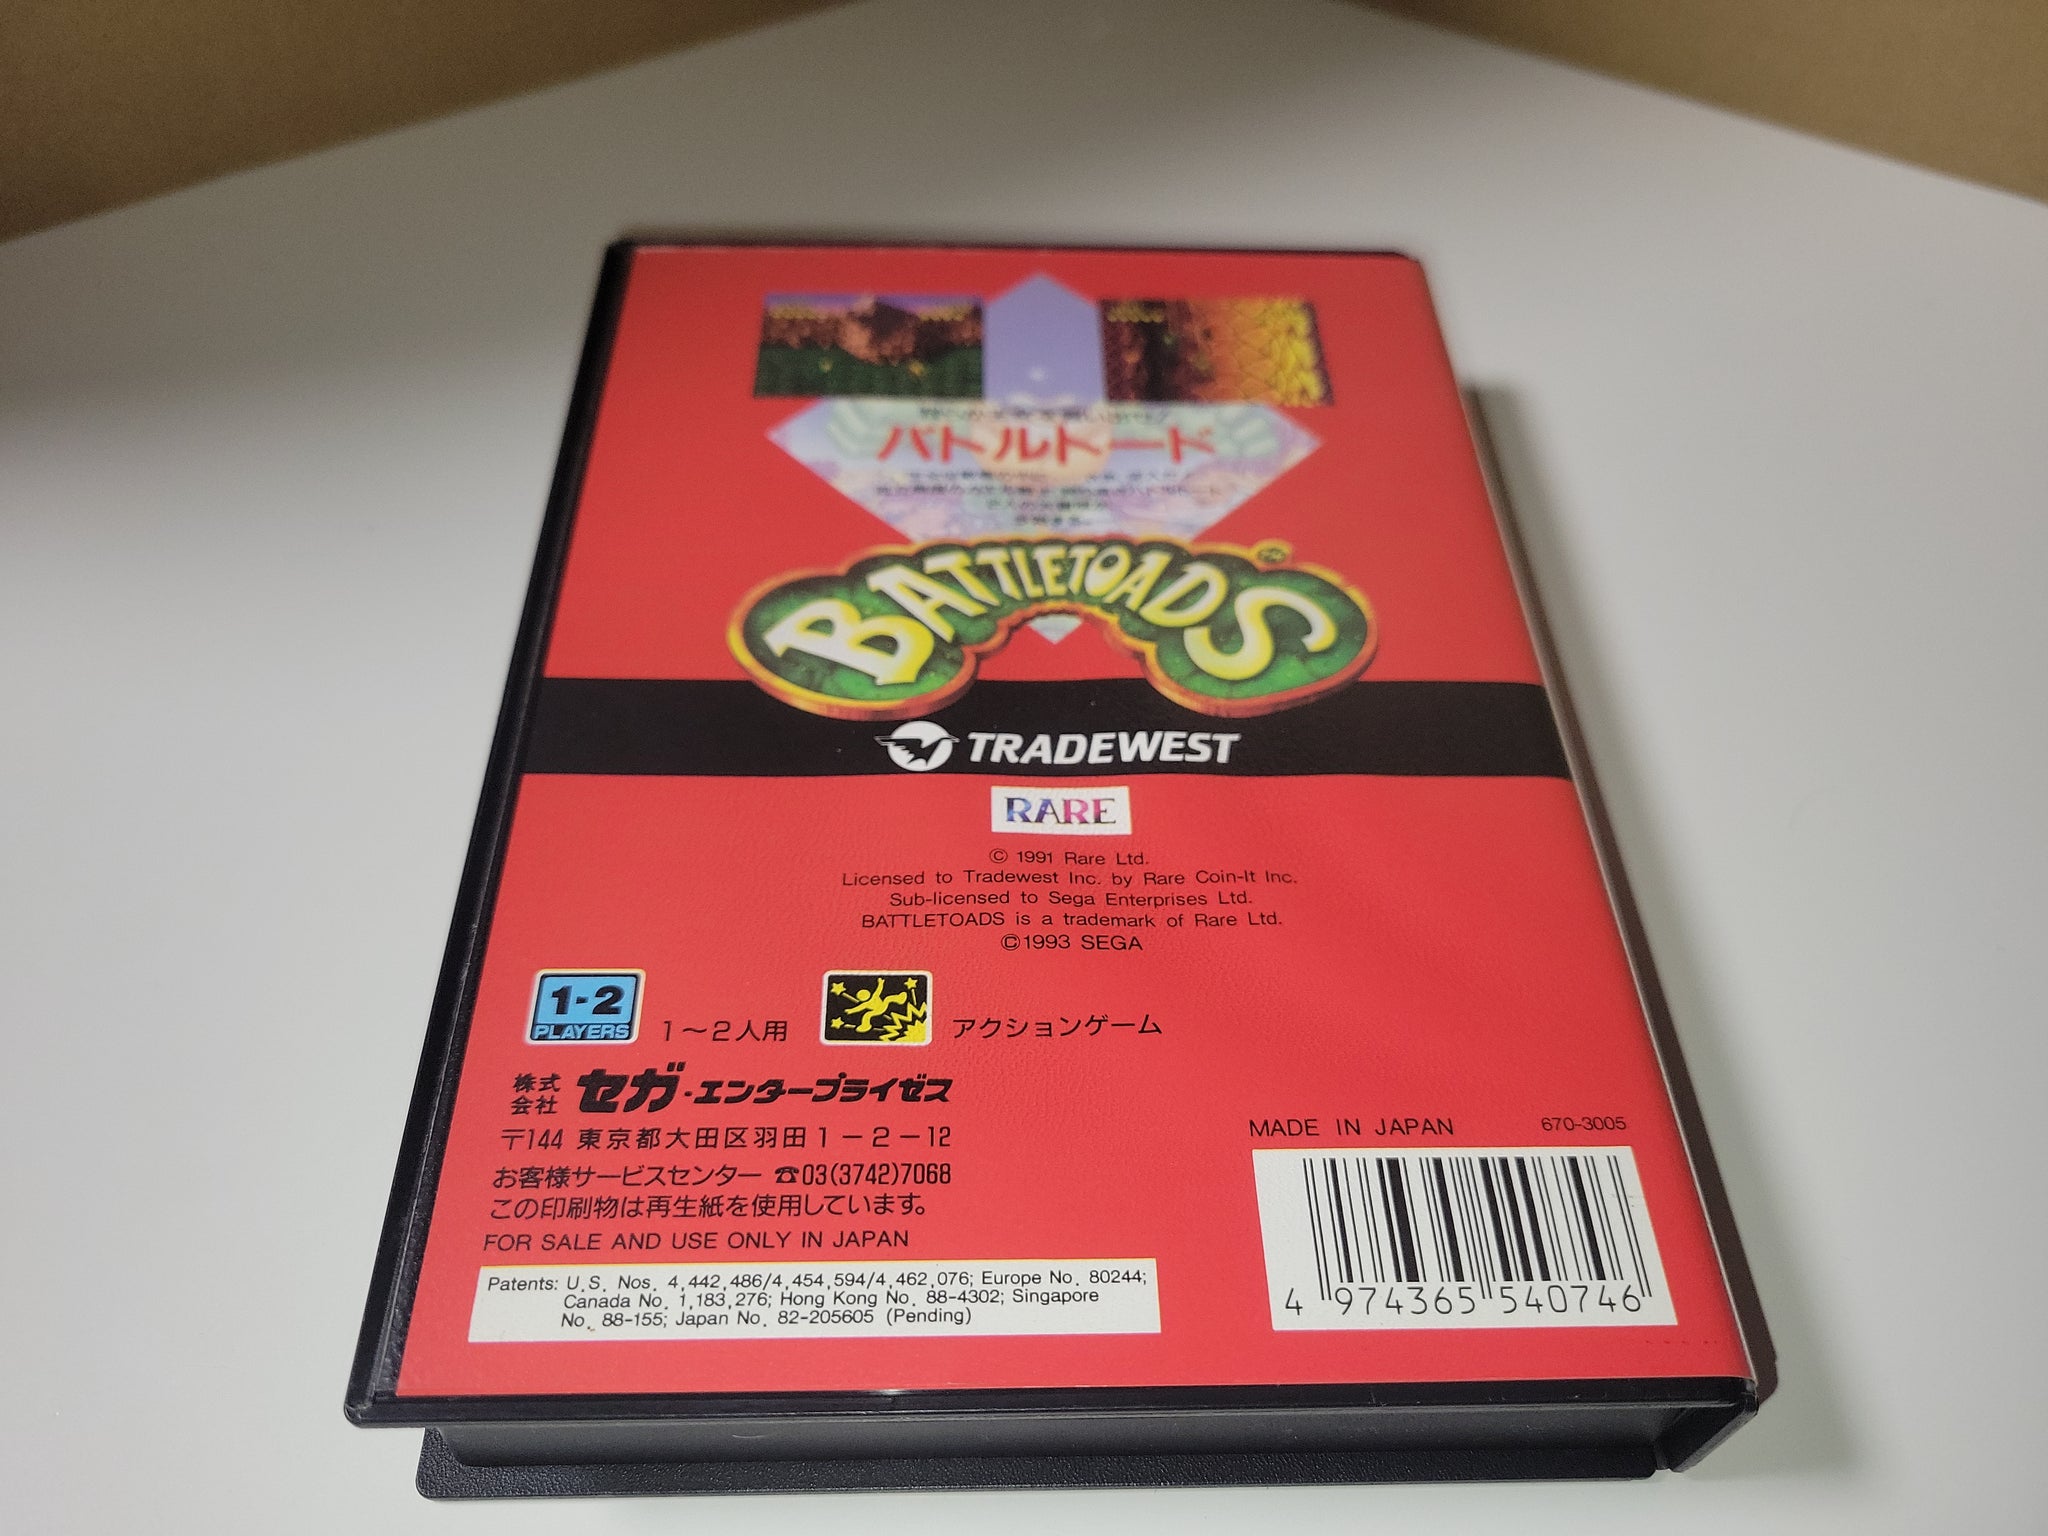 バトルトード
BATTLETOADS
TRADEWEST
RARE
© 1991 Rare Ltd.
Licensed to Tradewest Inc. by Rare Coin-It Inc.
Sub-licensed to Sega Enterprises Ltd.
BATTLETOADS is a trademark of Rare Ltd.
©1993 SEGA
1-2
PLAYERS
1〜2人用
アクションゲーム
株式会社 セガ・エンタープライゼス
〒144 東京都大田区羽田1−2−12
お客様サービスセンター ☎03(3742)7068
この印刷物は再生紙を使用しています。
FOR SALE AND USE ONLY IN JAPAN
Patents: U.S. Nos. 4,442,486/4,454,594/4,462,076; Europe No. 80244;
Canada No. 1,183,276; Hong Kong No. 88-4302; Singapore
No. 88-155; Japan No. 82-205605 (Pending)
MADE IN JAPAN 670-3005
4 974365 540746